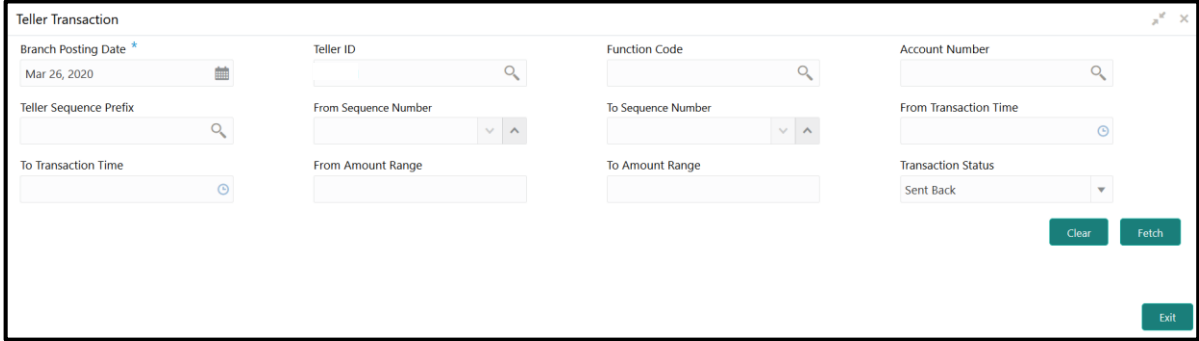 Teller Transaction
Branch Posting Date * Teller ID Function Code Account Number
Mar 26, 2020
Teller Sequence Prefix From Sequence Number To Sequence Number From Transaction Time
To Transaction Time From Amount Range To Amount Range Transaction Status
Sent Back
Clear Fetch
Exit